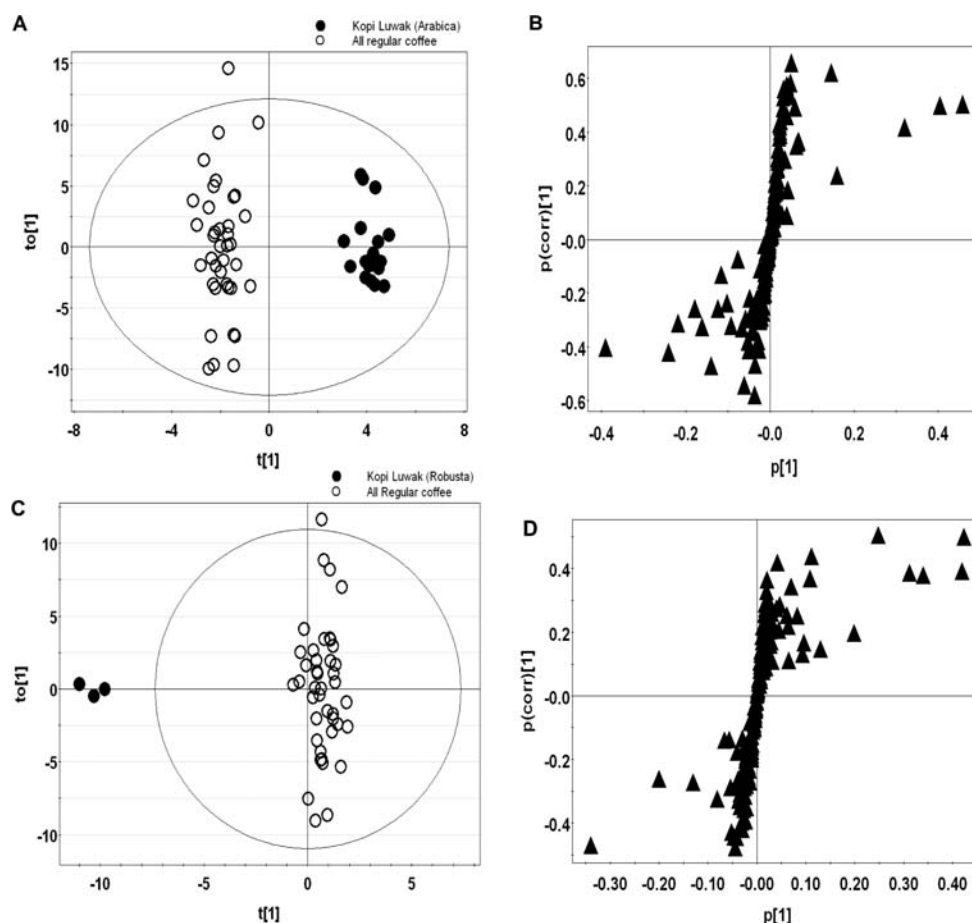 A
● Kopi Luwak (Arabica)
○ All regular coffee
15
10
5
0
-5
-10
to[1]
-8 -4 0 4 8
t[1]
B
0.6
0.4
0.2
-0.0
-0.2
-0.4
-0.6
p(corr)[1]
-0.4 -0.2 -0.0 0.2 0.4
p[1]
C
● Kopi Luwak (Robusta)
○ All Regular coffee
10
5
0
-5
-10
to[1]
-10 -5 0 5
t[1]
D
0.4
0.2
-0.0
-0.2
-0.4
p(corr)[1]
-0.30 -0.20 -0.10 -0.00 0.10 0.20 0.30 0.40
p[1]